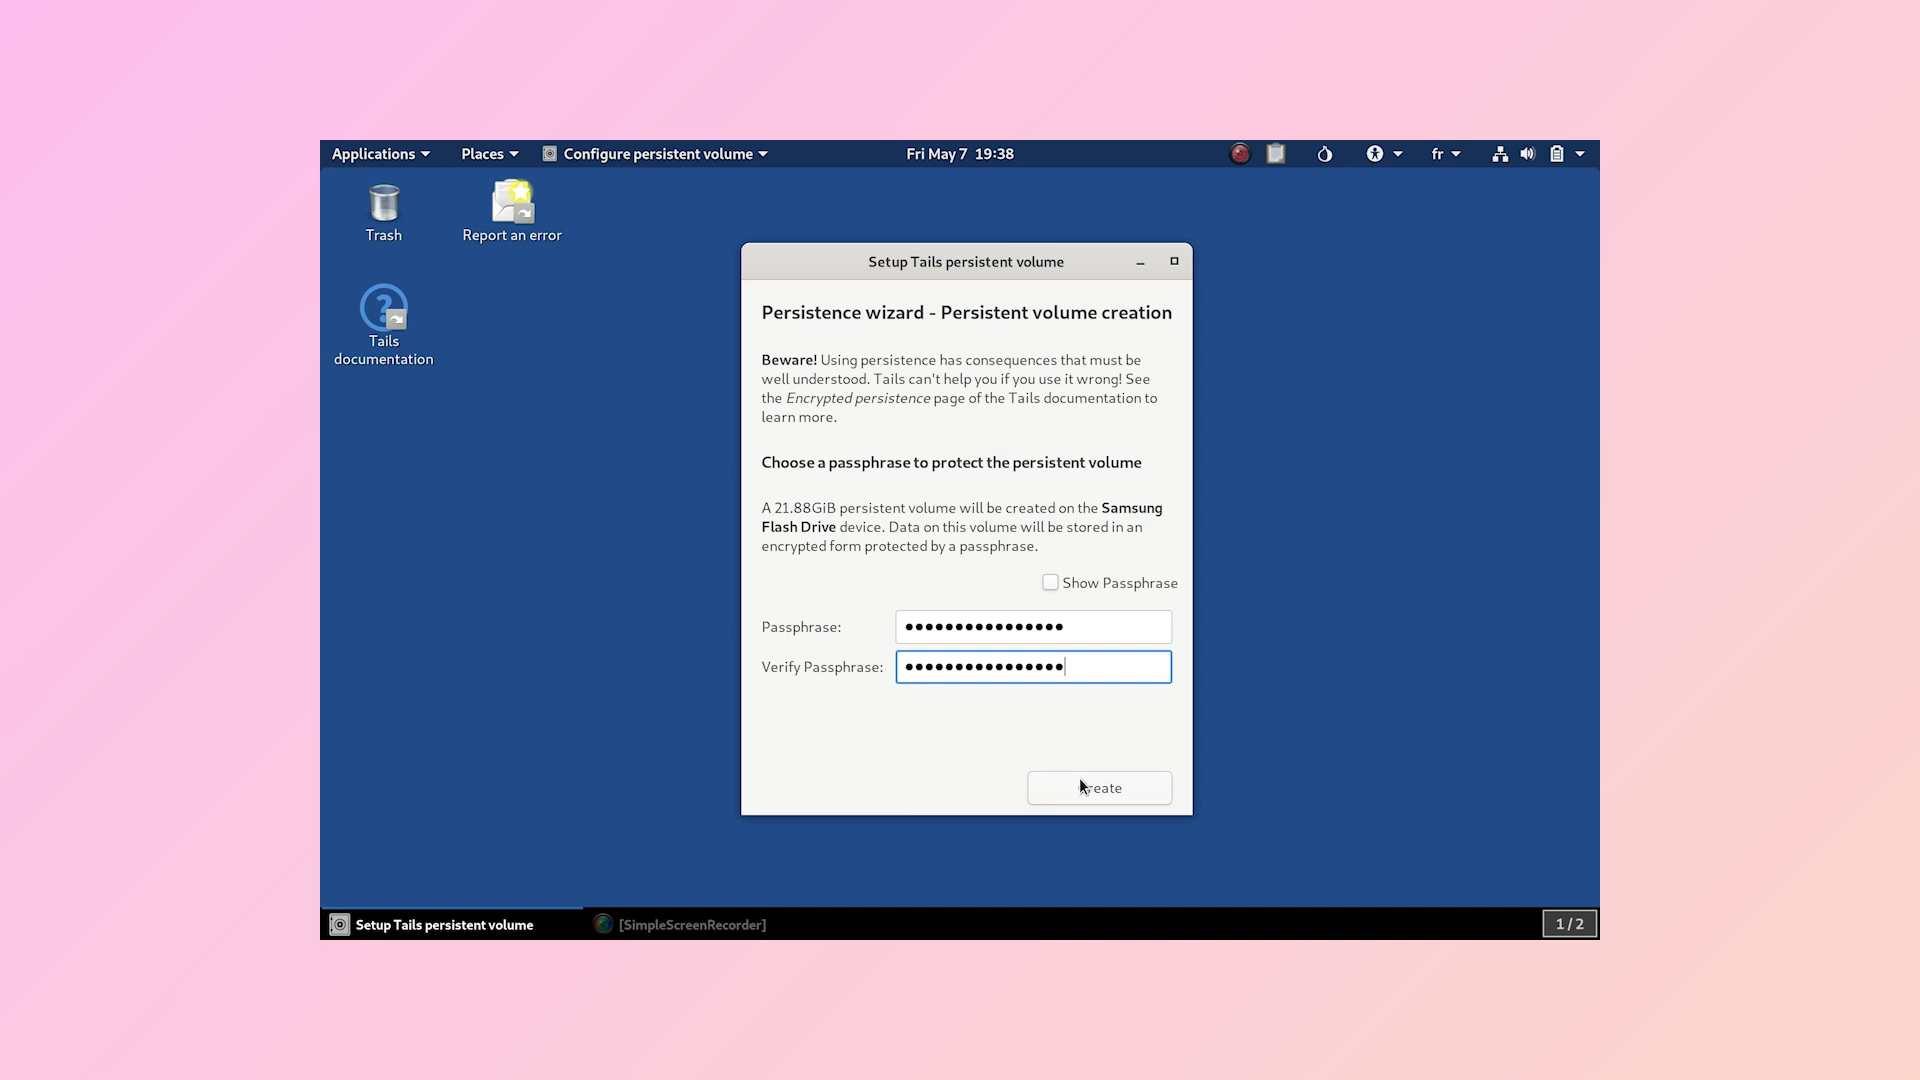 Applications Places Configure persistent volume Fri May 7 19:38 fr
Trash
Report an error
Tails
documentation
Setup Tails persistent volume
Persistence wizard - Persistent volume creation
Beware! Using persistence has consequences that must be
well understood. Tails can't help you if you use it wrong! See
the Encrypted persistence page of the Tails documentation to
learn more.
Choose a passphrase to protect the persistent volume
A 21.88GiB persistent volume will be created on the Samsung
Flash Drive device. Data on this volume will be stored in an
encrypted form protected by a passphrase.
Show Passphrase
Passphrase:
Verify Passphrase:
reate
Setup Tails persistent volume [SimpleScreenRecorder] 1 / 2